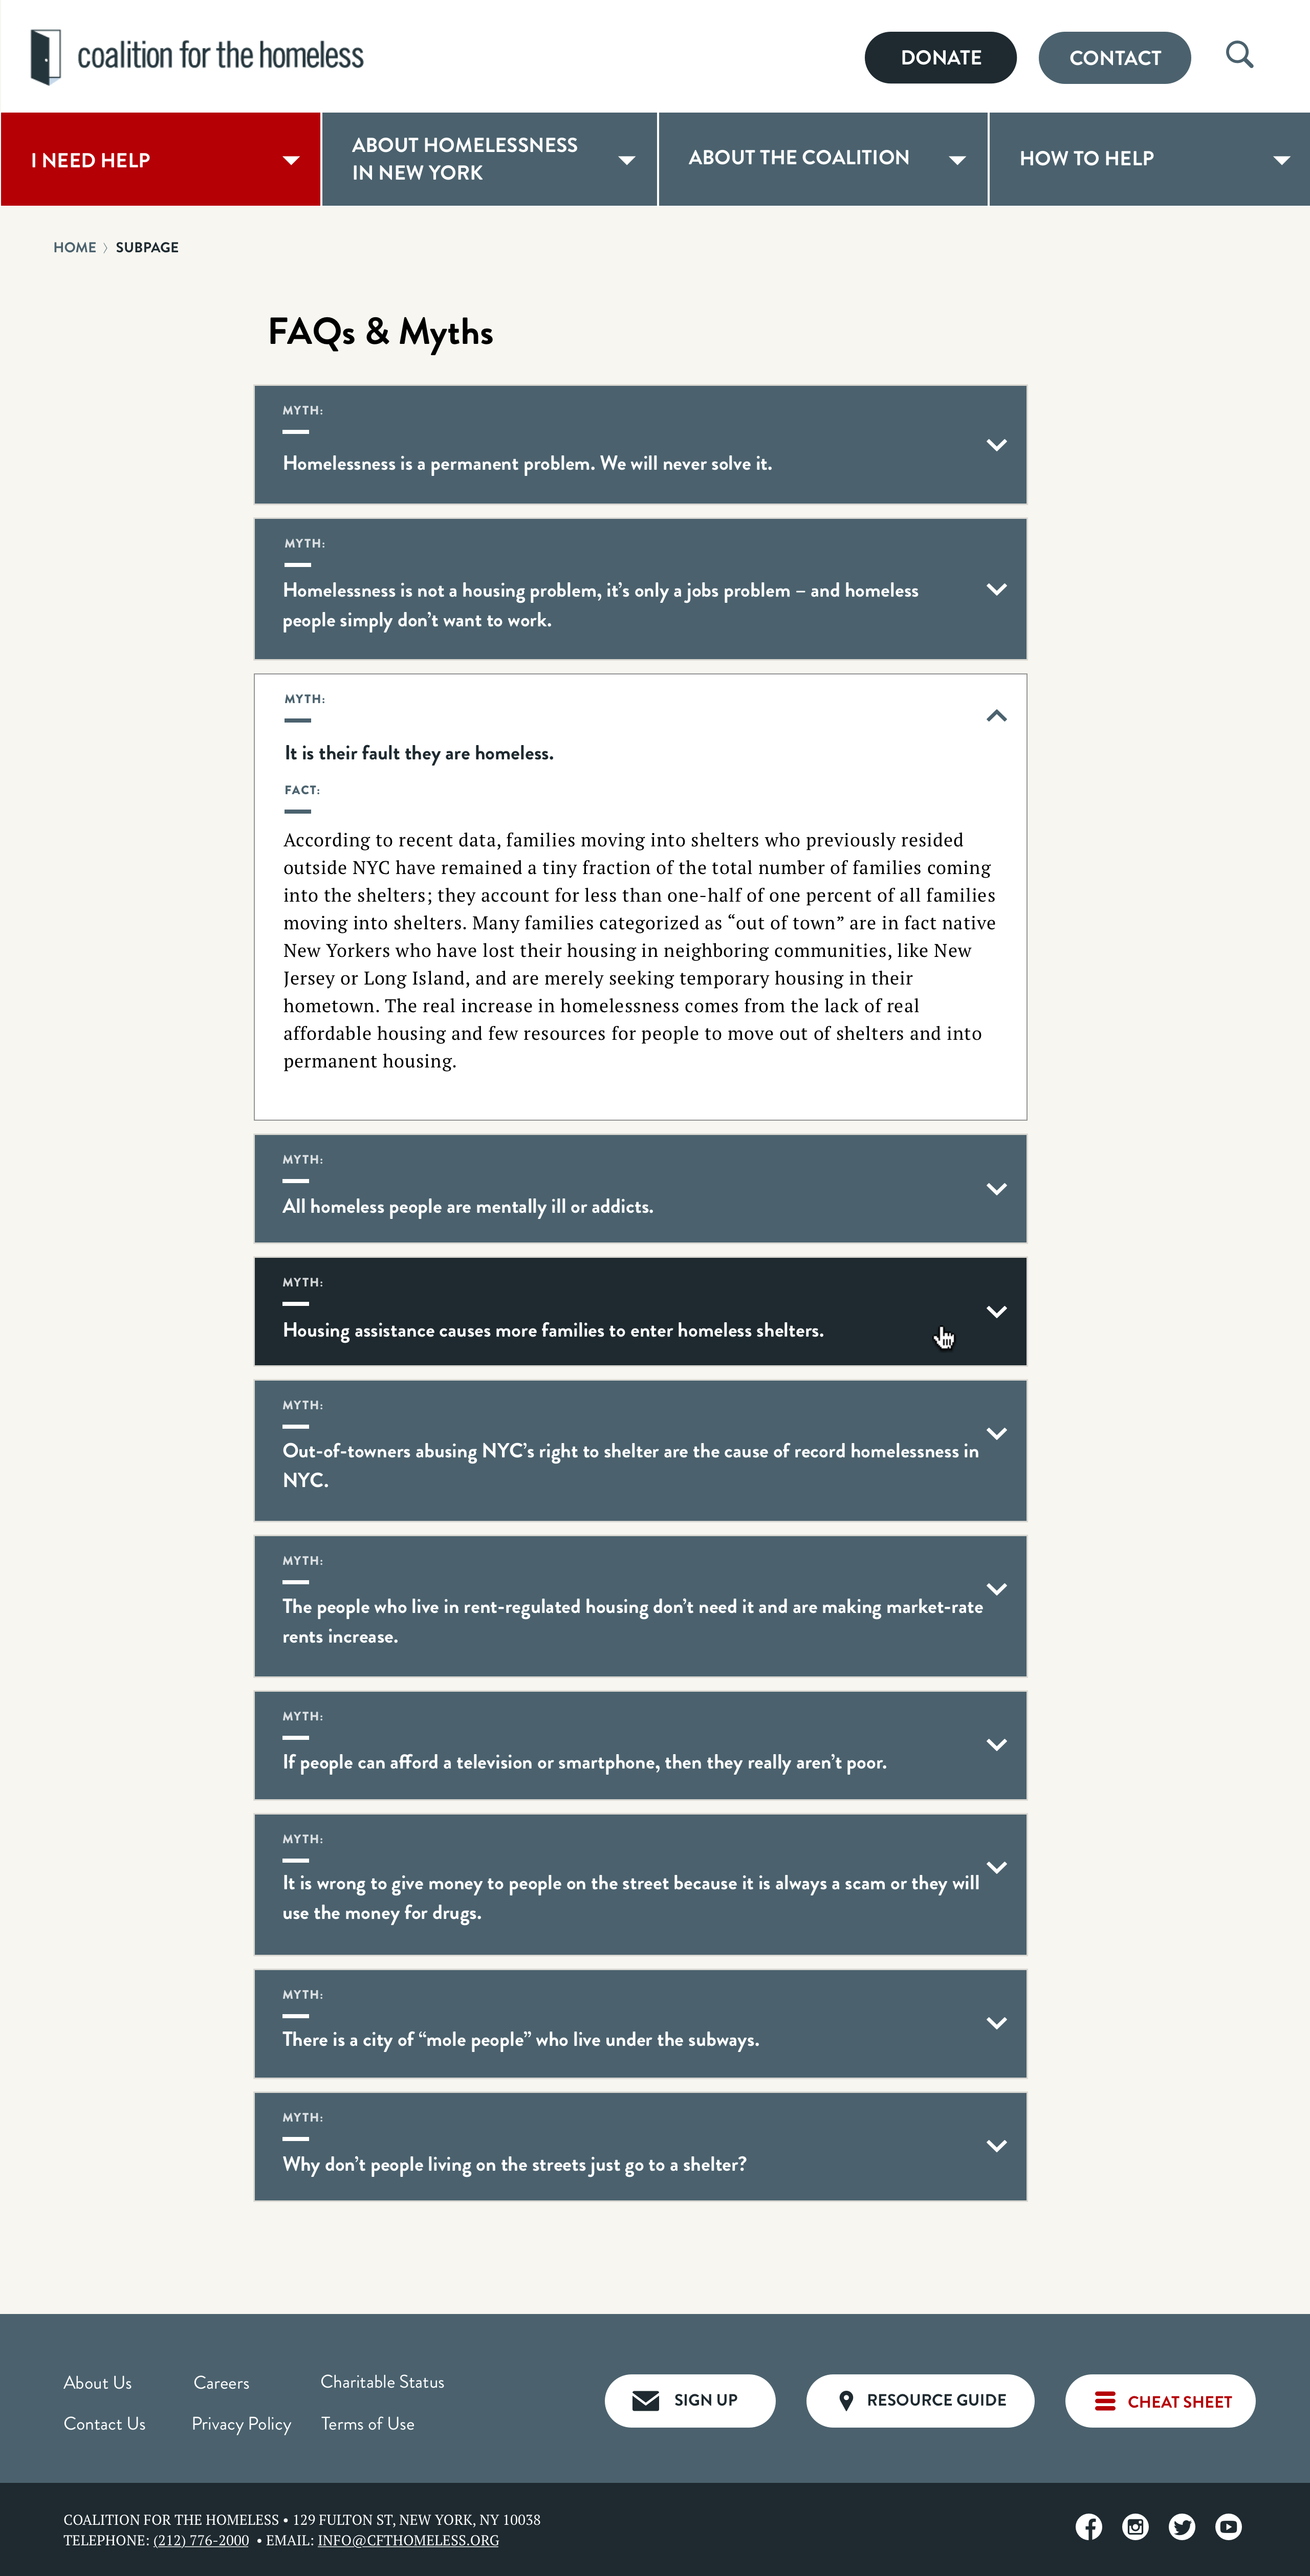 coalition for the homeless
DONATE
CONTACT
I NEED HELP
ABOUT HOMELESSNESS
IN NEW YORK
ABOUT THE COALITION
HOW TO HELP
HOME 〉 SUBPAGE
FAQs & Myths
MYTH:
Homelessness is a permanent problem. We will never solve it.
MYTH:
Homelessness is not a housing problem, it’s only a jobs problem – and homeless
people simply don’t want to work.
MYTH:
It is their fault they are homeless.
FACT:
According to recent data, families moving into shelters who previously resided
outside NYC have remained a tiny fraction of the total number of families coming
into the shelters; they account for less than one-half of one percent of all families
moving into shelters. Many families categorized as “out of town” are in fact native
New Yorkers who have lost their housing in neighboring communities, like New
Jersey or Long Island, and are merely seeking temporary housing in their
hometown. The real increase in homelessness comes from the lack of real
affordable housing and few resources for people to move out of shelters and into
permanent housing.
MYTH:
All homeless people are mentally ill or addicts.
MYTH:
Housing assistance causes more families to enter homeless shelters.
MYTH:
Out-of-towners abusing NYC’s right to shelter are the cause of record homelessness in
NYC.
MYTH:
The people who live in rent-regulated housing don’t need it and are making market-rate
rents increase.
MYTH:
If people can afford a television or smartphone, then they really aren’t poor.
MYTH:
It is wrong to give money to people on the street because it is always a scam or they will
use the money for drugs.
MYTH:
There is a city of “mole people” who live under the subways.
MYTH:
Why don’t people living on the streets just go to a shelter?
About Us
Careers
Charitable Status
Contact Us
Privacy Policy
Terms of Use
SIGN UP
RESOURCE GUIDE
CHEAT SHEET
COALITION FOR THE HOMELESS • 129 FULTON ST, NEW YORK, NY 10038
TELEPHONE: (212) 776-2000 • EMAIL: INFO@CFTHOMELESS.ORG